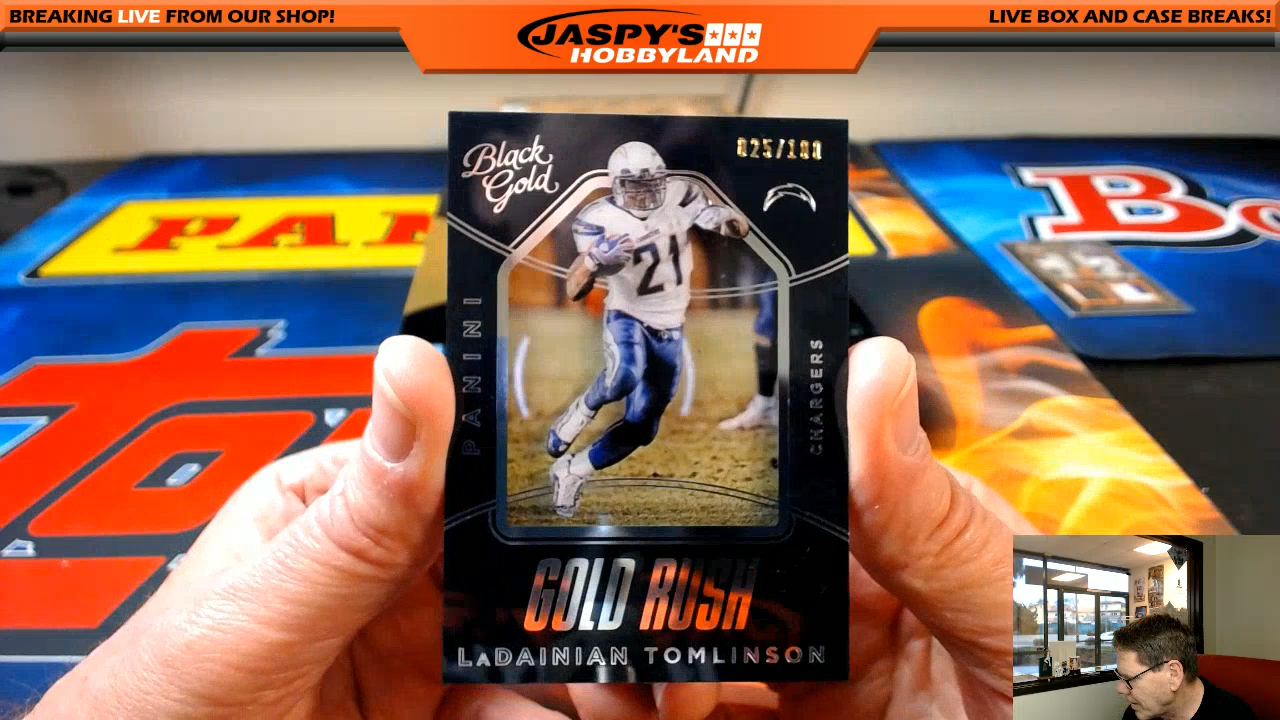 BREAKING LIVE FROM OUR SHOP!
JASPY'S
HOBBYLAND
LIVE BOX AND CASE BREAKS!
Black
Gold
025/100
21
PANINI
CHARGERS
GOLD RUSH
LADAINIAN TOMLINSON
PANI
B